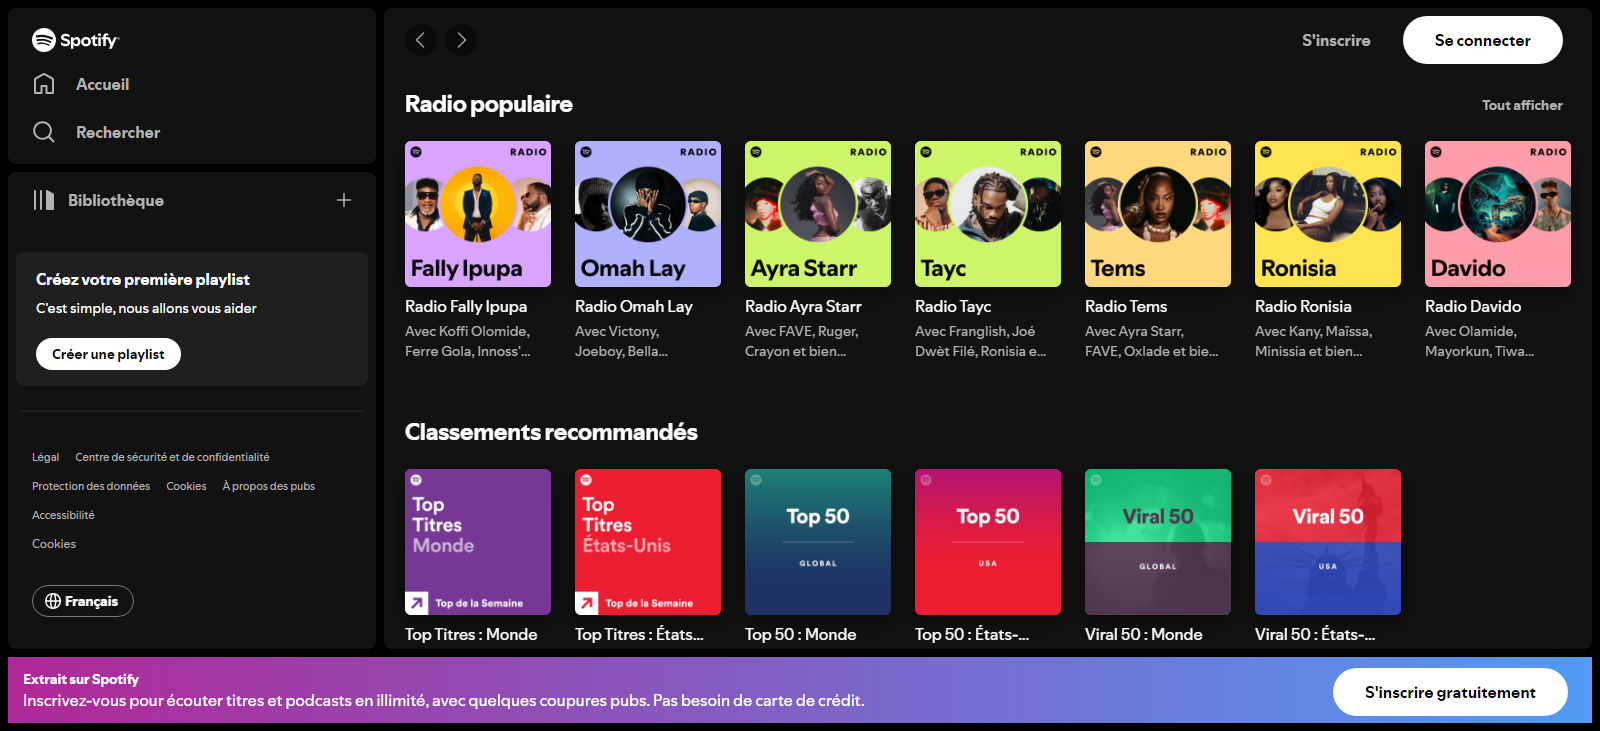 Spotify
Accueil
Rechercher
Bibliothèque
Créez votre première playlist
C'est simple, nous allons vous aider
Créer une playlist
Légal
Centre de sécurité et de confidentialité
Protection des données
Cookies
À propos des pubs
Accessibilité
Cookies
Français
S'inscrire
Se connecter
Radio populaire
Tout afficher
RADIO
Fally Ipupa
Radio Fally Ipupa
Avec Koffi Olomide,
Ferre Gola, Innoss'...
RADIO
Omah Lay
Radio Omah Lay
Avec Victony,
Joeboy, Bella...
RADIO
Ayra Starr
Radio Ayra Starr
Avec FAVE, Ruger,
Crayon et bien...
RADIO
Tayc
Radio Tayc
Avec Franglish, Joé
Dwèt Filé, Ronisia e...
RADIO
Tems
Radio Tems
Avec Ayra Starr,
FAVE, Oxlade et bie...
RADIO
Ronisia
Radio Ronisia
Avec Kany, Maïssa,
Minissia et bien...
RADIO
Davido
Radio Davido
Avec Olamide,
Mayorkun, Tiwa...
Classements recommandés
Top
Titres
Monde
Top de la Semaine
Top Titres : Monde
Top
Titres
États-Unis
Top de la Semaine
Top Titres : États...
Top 50
GLOBAL
Top 50 : Monde
Top 50
USA
Top 50 : États-...
Viral 50
GLOBAL
Viral 50 : Monde
Viral 50
USA
Viral 50 : États-...
Extrait sur Spotify
Inscrivez-vous pour écouter titres et podcasts en illimité, avec quelques coupures pubs. Pas besoin de carte de crédit.
S'inscrire gratuitement